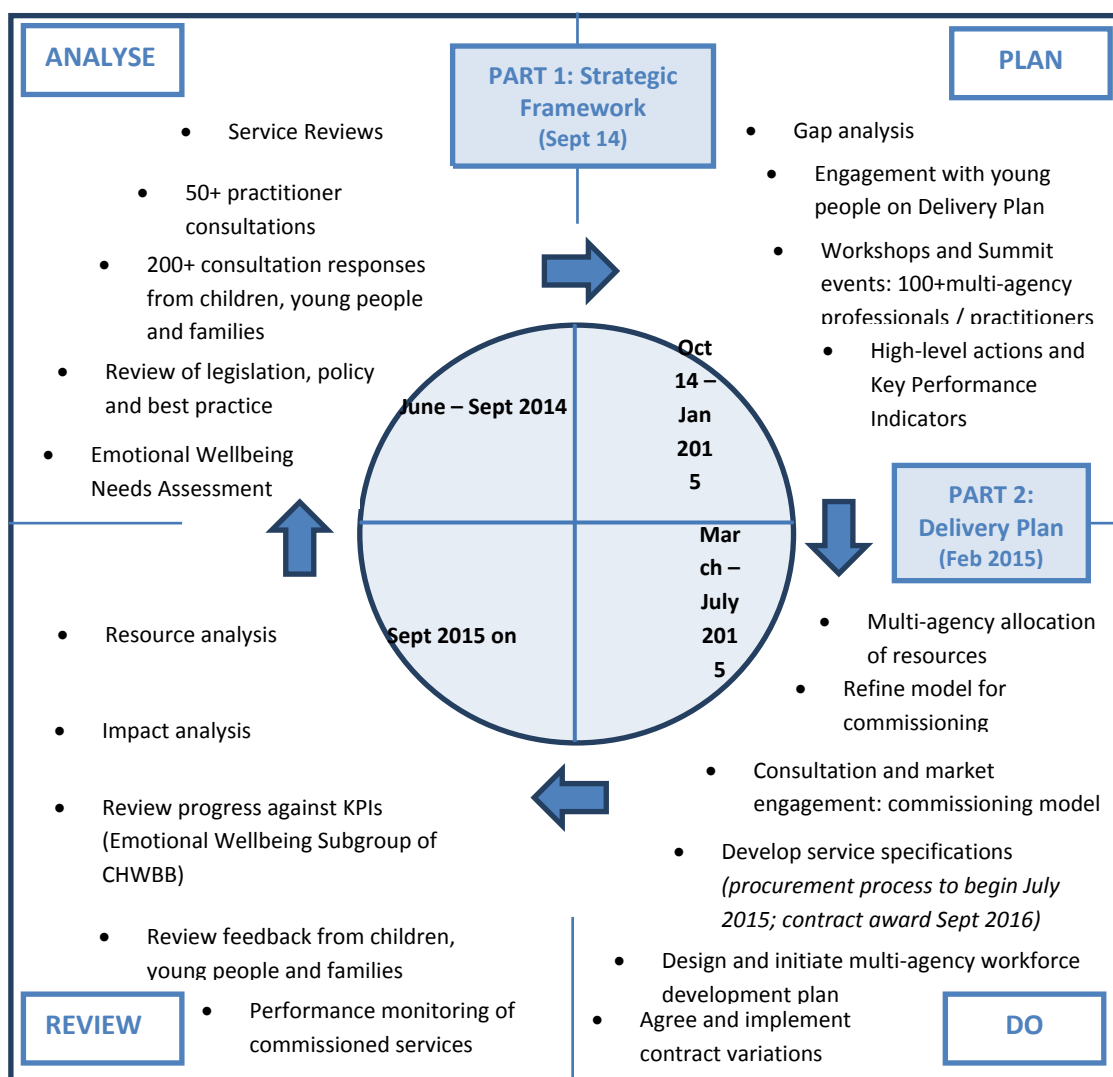 ANALYSE
PART 1: Strategic
Framework
(Sept 14)
PLAN
• Service Reviews
• 50+ practitioner
consultations
• 200+ consultation responses
from children, young people
and families
• Review of legislation, policy
and best practice
• Emotional Wellbeing
Needs Assessment
• Gap analysis
• Engagement with young
people on Delivery Plan
• Workshops and Summit
events: 100+multi-agency
professionals / practitioners
• High-level actions and
Key Performance
Indicators
June – Sept 2014
Oct
14 –
Jan
201
5
PART 2:
Delivery Plan
(Feb 2015)
Mar
ch –
July
201
5
Sept 2015 on
• Multi-agency allocation
of resources
• Refine model for
commissioning
• Consultation and market
engagement: commissioning model
• Develop service specifications
(procurement process to begin July
2015; contract award Sept 2016)
• Design and initiate multi-agency workforce
development plan
• Agree and implement
contract variations
DO
• Resource analysis
• Impact analysis
• Review progress against KPIs
(Emotional Wellbeing Subgroup of
CHWBB)
• Review feedback from children,
young people and families
• Performance monitoring of
commissioned services
REVIEW